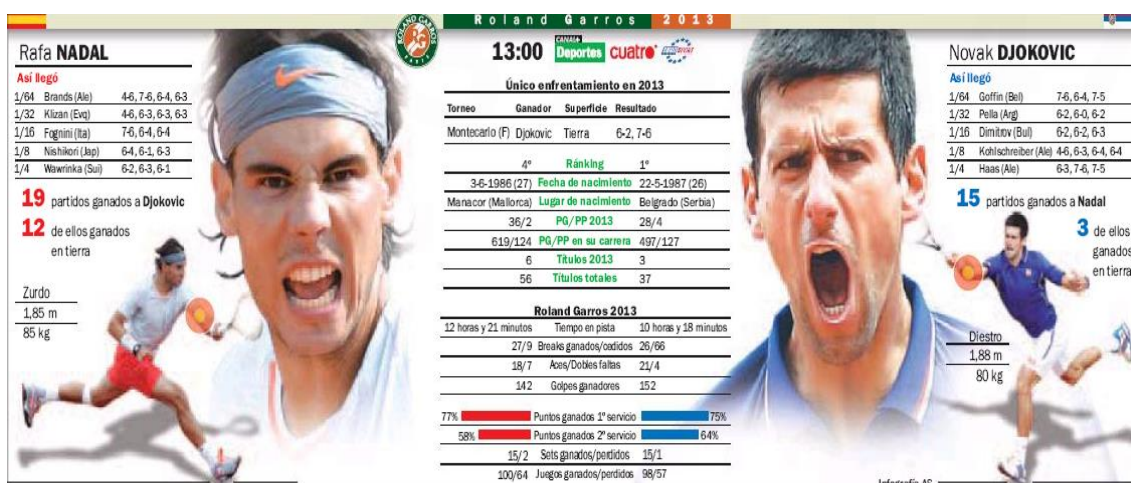 Roland Garros 2013
ROLAND GARROS
PARIS
Rafa NADAL
Así llegó
1/64 Brands (Ale) 4-6, 7-6, 6-4, 6-3
1/32 Klizan (Evq) 4-6, 6-3, 6-3, 6-3
1/16 Fognini (Ita) 7-6, 6-4, 6-4
1/8 Nishikori (Jap) 6-4, 6-1, 6-3
1/4 Wawrinka (Sui) 6-2, 6-3, 6-1
19 partidos ganados a Djokovic
12 de ellos ganados
en tierra
Zurdo
1,85 m
85 kg
13:00 CANAL+ Deportes cuatro EUROSPORT
Único enfrentamiento en 2013
Torneo Ganador Superficie Resultado
Montecarlo (F) Djokovic Tierra 6-2, 7-6
4º Ránking 1º
3-6-1986 (27) Fecha de nacimiento 22-5-1987 (26)
Manacor (Mallorca) Lugar de nacimiento Belgrado (Serbia)
36/2 PG/PP 2013 28/4
619/124 PG/PP en su carrera 497/127
6 Títulos 2013 3
56 Títulos totales 37
Roland Garros 2013
12 horas y 21 minutos Tiempo en pista 10 horas y 18 minutos
27/9 Breaks ganados/cedidos 26/66
18/7 Aces/Dobles faltas 21/4
142 Golpes ganadores 152
77% Puntos ganados 1º servicio 75%
58% Puntos ganados 2º servicio 64%
15/2 Sets ganados/perdidos 15/1
100/64 Juegos ganados/perdidos 98/57
Novak DJOKOVIC
Así llegó
1/64 Goffin (Bel) 7-6, 6-4, 7-5
1/32 Pella (Arg) 6-2, 6-0, 6-2
1/16 Dimitrov (Bul) 6-2, 6-2, 6-3
1/8 Kohlschreiber (Ale) 4-6, 6-3, 6-4, 6-4
1/4 Haas (Ale) 6-3, 7-6, 7-5
15 partidos ganados a Nadal
3 de ellos
ganados
en tierra
Diestro
1,88 m
80 kg
Infografía AS